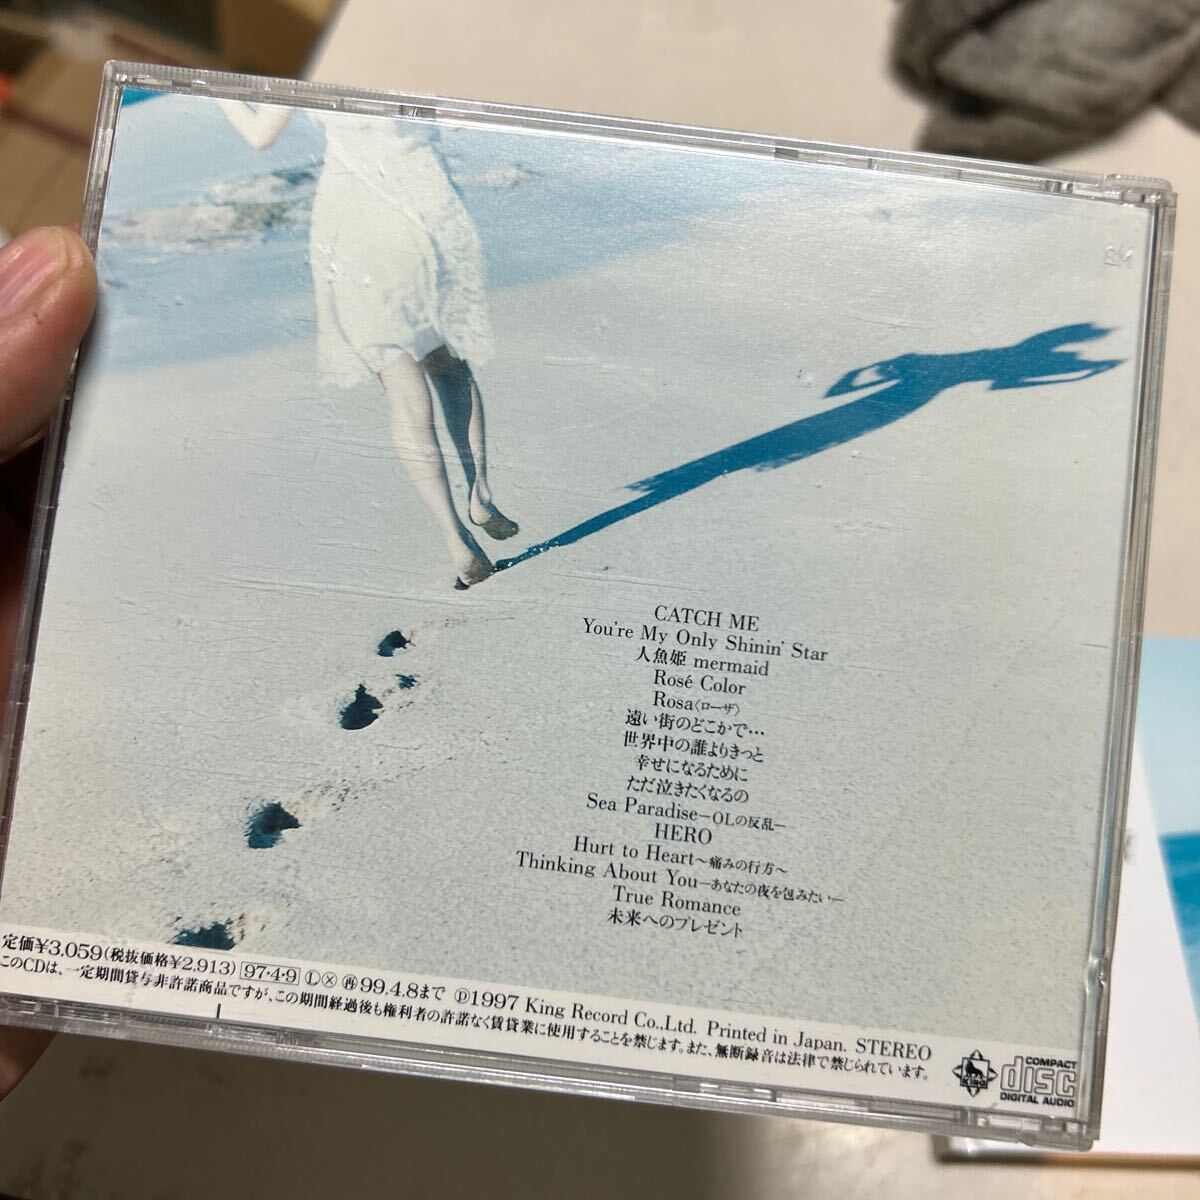 CATCH ME
You're My Only Shinin' Star
人魚姫 mermaid
Rosé Color
Rosa〈ローザ〉
遠い街のどこかで…
世界中の誰よりきっと
幸せになるために
ただ泣きたくなるの
Sea Paradise—OLの反乱—
HERO
Hurt to Heart〜痛みの行方〜
Thinking About You—あなたの夜を包みたい—
True Romance
未来へのプレゼント
定価¥3,059(税抜価格¥2,913) 97・4・9 Ⓛ ⓧ ㊢99.4.8まで ℗1997 King Record Co.,Ltd. Printed in Japan. STEREO
このCDは、一定期間貸与非許諾商品ですが、この期間経過後も権利者の許諾なく賃貸業に使用することを禁じます。また、無断録音は法律で禁じられています。
KING
COMPACT
disc
DIGITAL AUDIO